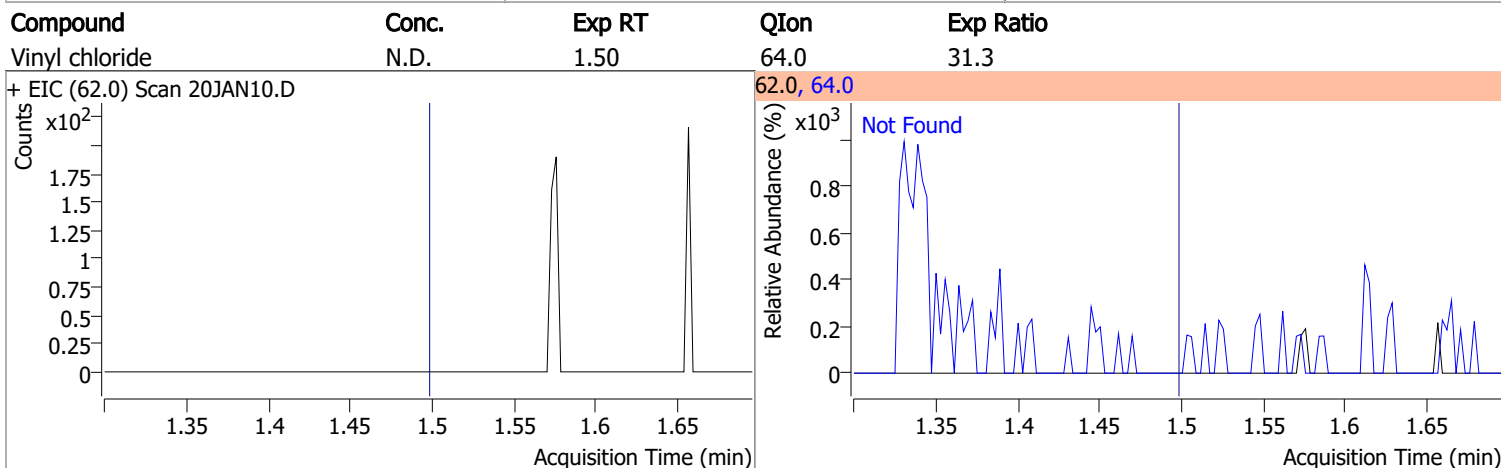 Compound Conc. Exp RT QIon Exp Ratio
Vinyl chloride N.D. 1.50 64.0 31.3
+ EIC (62.0) Scan 20JAN10.D
Counts
x10²
1.75
1.5
1.25
1
0.75
0.5
0.25
0
1.35 1.4 1.45 1.5 1.55 1.6 1.65
Acquisition Time (min)
62.0, 64.0
Relative Abundance (%)
x10³
Not Found
0.8
0.6
0.4
0.2
0
1.35 1.4 1.45 1.5 1.55 1.6 1.65
Acquisition Time (min)